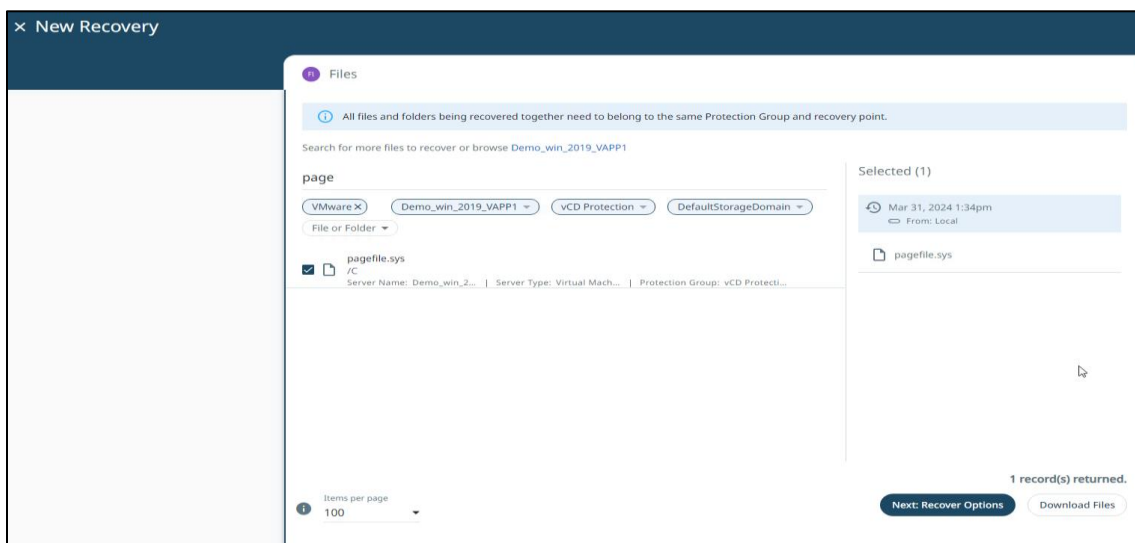 × New Recovery
FI Files
All files and folders being recovered together need to belong to the same Protection Group and recovery point.
Search for more files to recover or browse Demo_win_2019_VAPP1
page
VMware × Demo_win_2019_VAPP1 vCD Protection DefaultStorageDomain
File or Folder
pagefile.sys
/C
Server Name: Demo_win_2... | Server Type: Virtual Mach... | Protection Group: vCD Protecti...
Selected (1)
Mar 31, 2024 1:34pm
From: Local
pagefile.sys
1 record(s) returned.
Items per page
100
Next: Recover Options Download Files